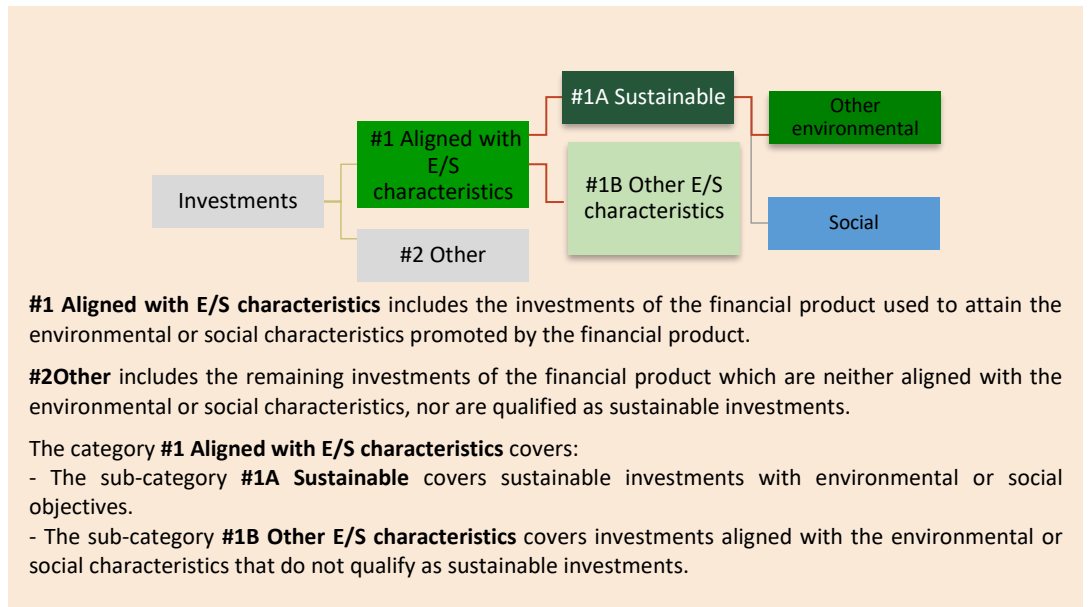 #1A Sustainable
Other
environmental
#1 Aligned with
E/S
characteristics
#1B Other E/S
characteristics
Investments
Social
#2 Other
#1 Aligned with E/S characteristics includes the investments of the financial product used to attain the
environmental or social characteristics promoted by the financial product.
#2Other includes the remaining investments of the financial product which are neither aligned with the
environmental or social characteristics, nor are qualified as sustainable investments.
The category #1 Aligned with E/S characteristics covers:
- The sub-category #1A Sustainable covers sustainable investments with environmental or social
objectives.
- The sub-category #1B Other E/S characteristics covers investments aligned with the environmental or
social characteristics that do not qualify as sustainable investments.